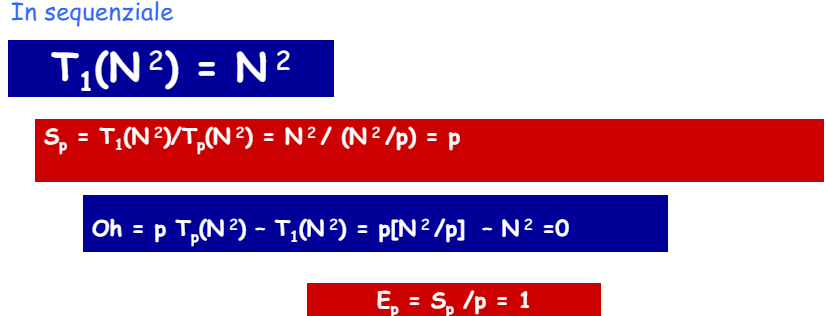 In sequenziale
T₁(N²) = N²
Sₚ = T₁(N²)/Tₚ(N²) = N²/ (N²/p) = p
Oh = p Tₚ(N²) – T₁(N²) = p[N²/p] - N² =0
Eₚ = Sₚ /p = 1